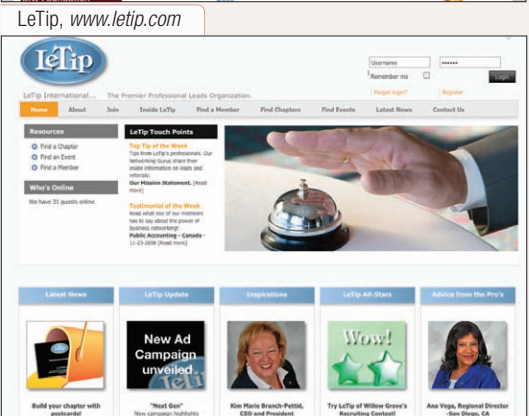 LeTip, www.letip.com
leTip
Username
Remember me
Login
Forgot login?
Register
LeTip International... The Premier Professional Leads Organization.
Home About Join Inside LeTip Find a Member Find Chapters Find Events Latest News Contact Us
Resources
Find a Chapter
Find an Event
Find a Member
Who's Online
We have 31 guests online
LeTip Touch Points
Top Tip of the Week
Tips from LeTip's professionals. Our
Networking Gurus share their
inside information on leads and
referrals.
Our Mission Statement. [Read
more]
Testimonial of the Week
Read what one of our members
has to say about the power of
business networking!
Public Accounting - Canada -
11-23-2006 [Read more]
Latest News
LeTip Update
Inspirations
LeTip All-Stars
Advice from the Pro's
New Ad
Campaign
unveiled
Wow!
Build your chapter with
postcards!
"Next Gen"
New campaign highlights
Kim Marie Branch-Pettid,
CEO and President
Try LeTip of Willow Grove's
Recruiting Contest!
Ana Vega, Regional Director
-San Diego, CA